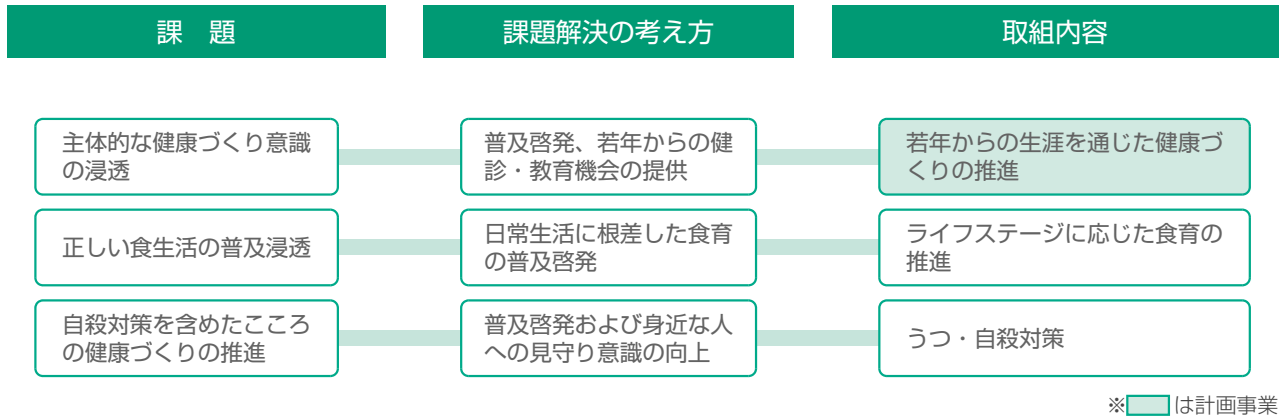 課　題
課題解決の考え方
取組内容
主体的な健康づくり意識
の浸透
普及啓発、若年からの健
診・教育機会の提供
若年からの生涯を通じた健康づ
くりの推進
正しい食生活の普及浸透
日常生活に根差した食育
の普及啓発
ライフステージに応じた食育の
推進
自殺対策を含めたこころ
の健康づくりの推進
普及啓発および身近な人
への見守り意識の向上
うつ・自殺対策
※　　は計画事業